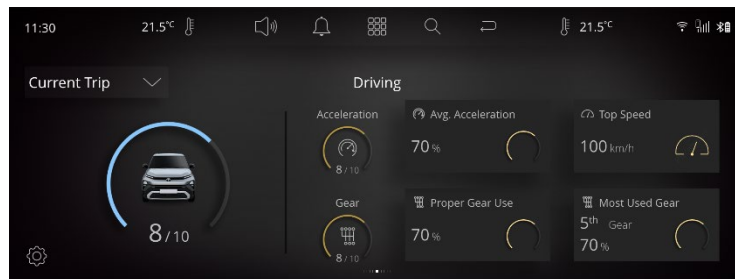 11:30
21.5°C
21.5°C
Current Trip
Driving
8/10
Acceleration
8/10
Avg. Acceleration
70 %
Top Speed
100 km/h
Gear
8/10
Proper Gear Use
70 %
Most Used Gear
5th Gear
70 %